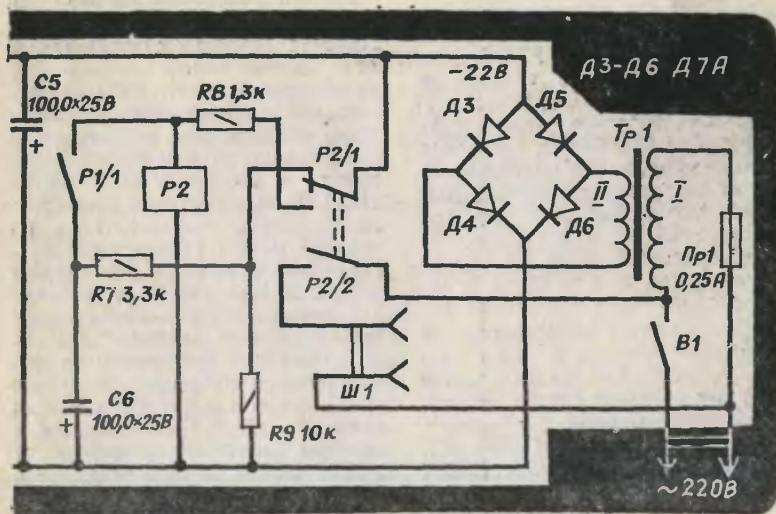 С5
100,0×25В
+
R8 1,3к
Р1/1
Р2
Р2/1
Р2/2
R7 3,3к
С6
100,0×25В
+
R9 10к
Ш1
-22В
Д3
Д5
Д4
Д6
Д3-Д6 Д7А
Тр1
II
I
Пр1
0,25А
В1
~220В